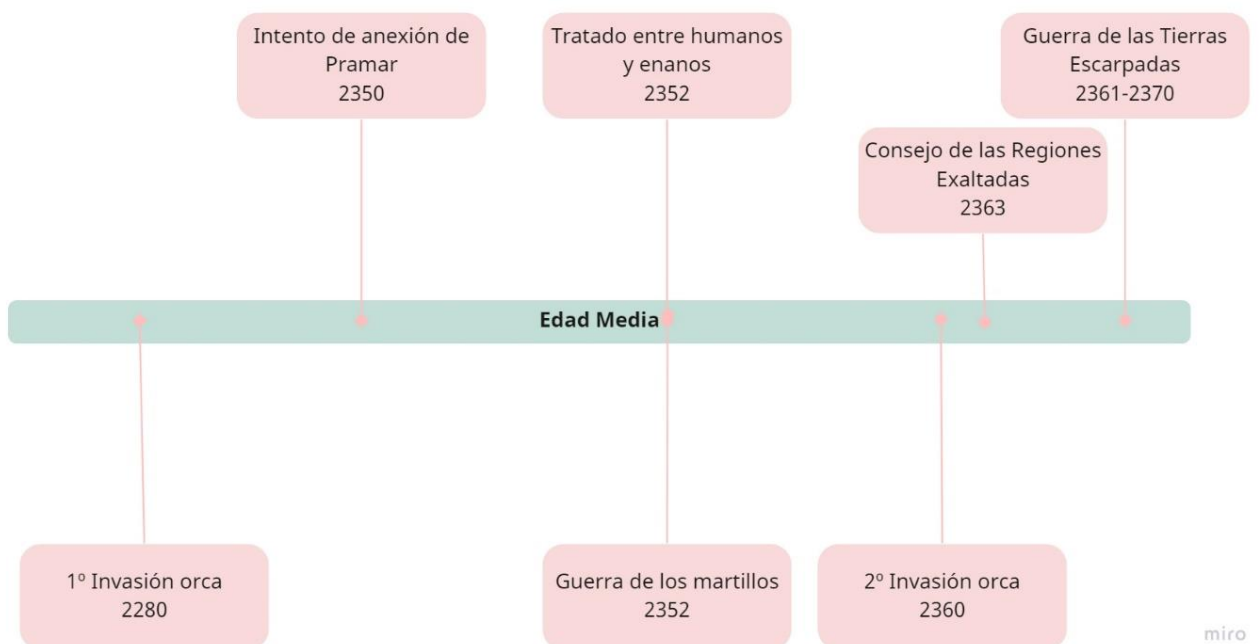 Intento de anexión de
Pramar
2350
Tratado entre humanos
y enanos
2352
Guerra de las Tierras
Escarpadas
2361-2370
Consejo de las Regiones
Exaltadas
2363
Edad Media
1º Invasión orca
2280
Guerra de los martillos
2352
2º Invasión orca
2360
miro